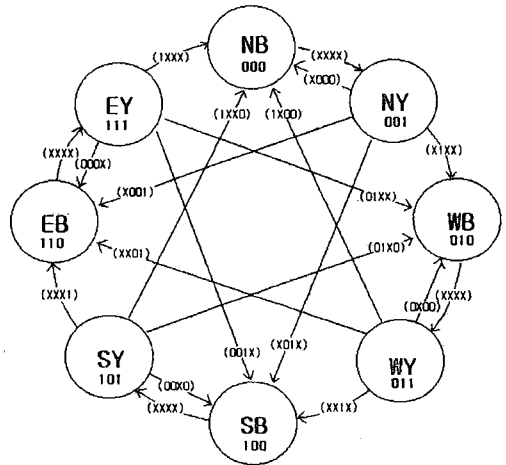 NB
000
(1XXX)
(XXXX)
(X000)
EY
111
NY
001
(1XX0)
(1X00)
(XXXX)
(000X)
(X1XX)
(X001)
(01XX)
EB
110
WB
010
(01X0)
(XX01)
(XXX1)
(0X00)
(XXXX)
SY
101
(001X)
(X01X)
WY
011
(00X0)
(XXXX)
(XX1X)
SB
100